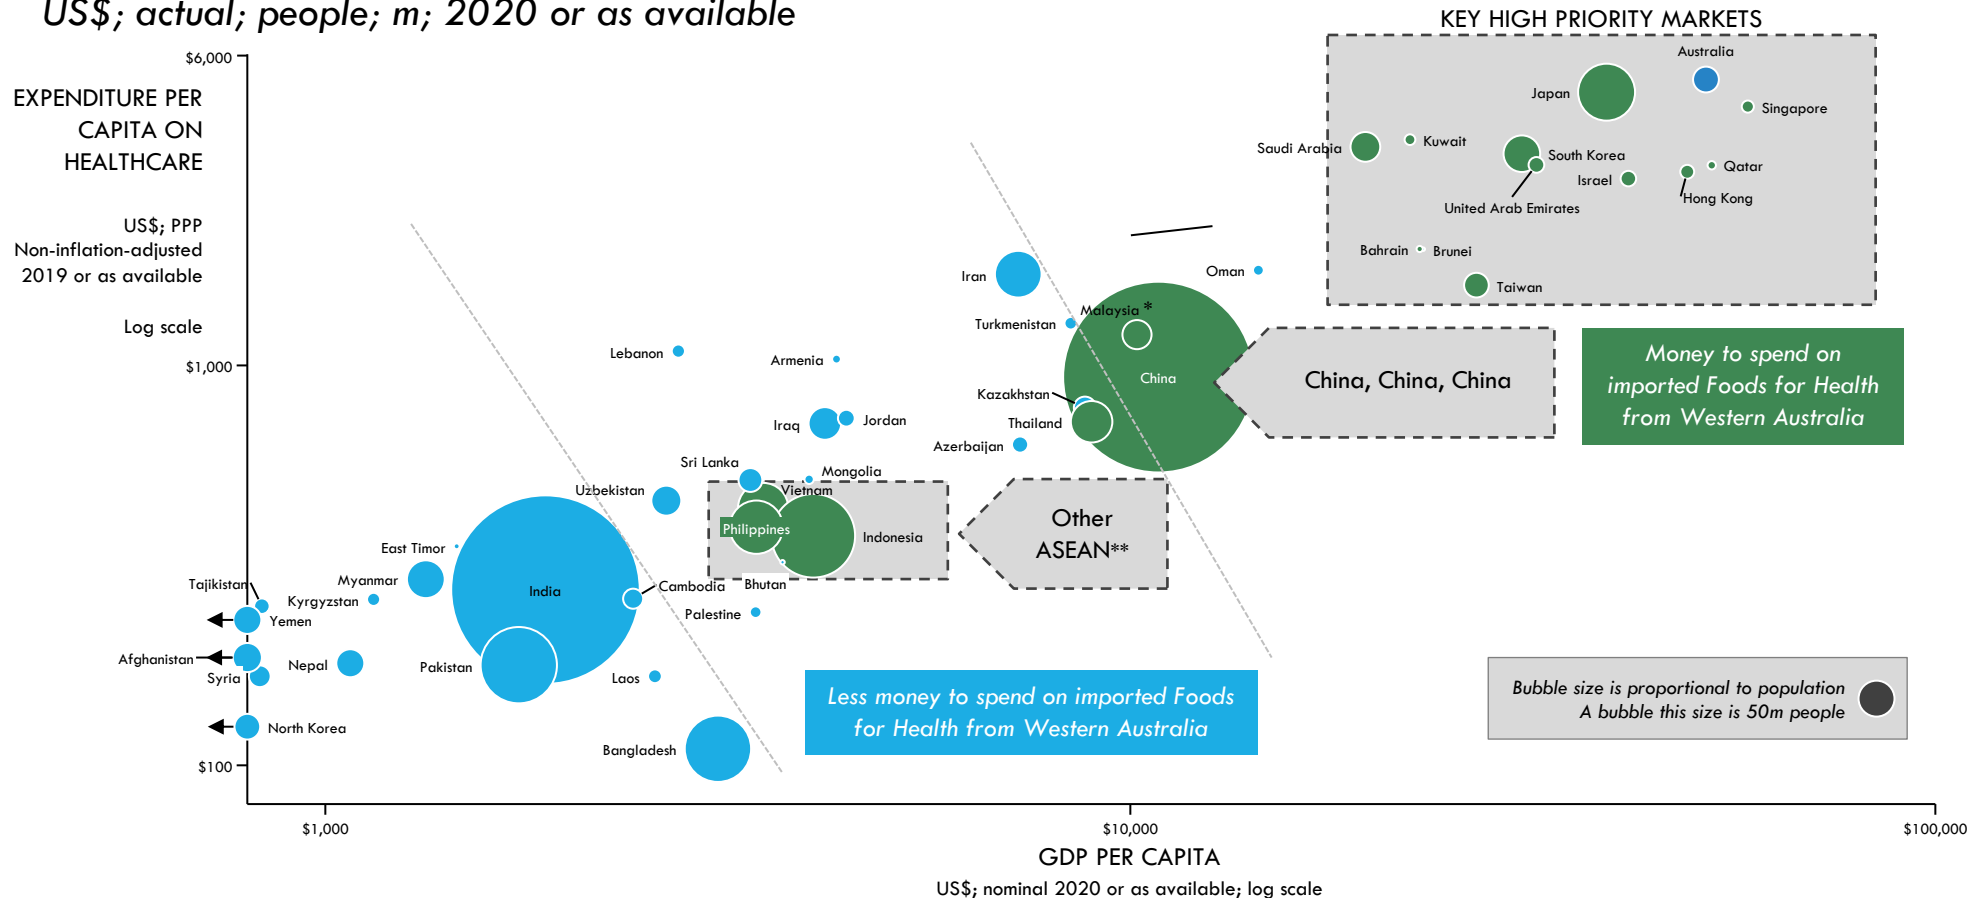 US$; actual; people; m; 2020 or as available
KEY HIGH PRIORITY MARKETS
$6,000
EXPENDITURE PER
CAPITA ON
HEALTHCARE
US$; PPP
Non-inflation-adjusted
2019 or as available
Log scale
$1,000
$100
Australia
Japan
Singapore
Saudi Arabia
Kuwait
South Korea
Israel
Qatar
United Arab Emirates
Hong Kong
Bahrain
Brunei
Taiwan
Iran
Oman
Malaysia *
Turkmenistan
Lebanon
Armenia
China
China, China, China
Money to spend on
imported Foods for Health
from Western Australia
Kazakhstan
Thailand
Iraq
Jordan
Azerbaijan
Sri Lanka
Mongolia
Uzbekistan
Vietnam
Philippines
Indonesia
Other
ASEAN**
East Timor
Myanmar
India
Cambodia
Bhutan
Tajikistan
Kyrgyzstan
Palestine
Yemen
Afghanistan
Nepal
Pakistan
Syria
Laos
North Korea
Bangladesh
Less money to spend on imported Foods
for Health from Western Australia
Bubble size is proportional to population
A bubble this size is 50m people
$1,000
$10,000
$100,000
GDP PER CAPITA
US$; nominal 2020 or as available; log scale